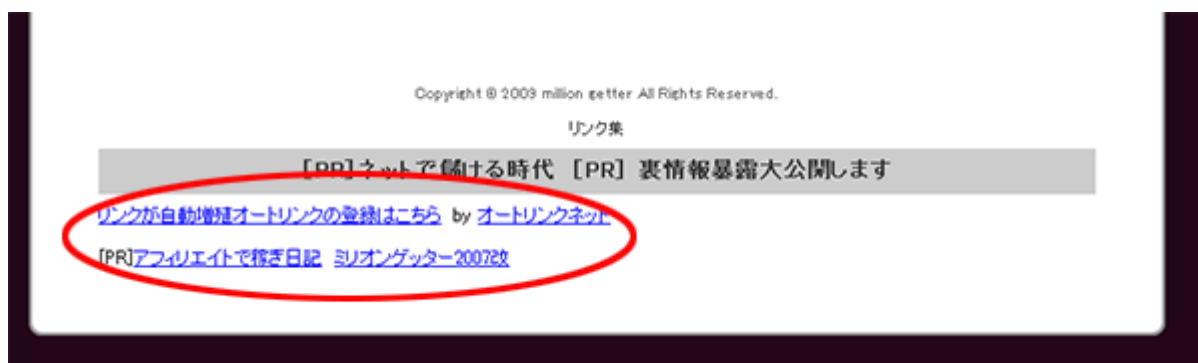 Copyright © 2009 million getter All Rights Reserved.
リンク集
[PR]ネットで儲ける時代 [PR] 裏情報暴露大公開します
リンクが自動増殖オートリンクの登録はこちら by オートリンクネット
[PR]アフィリエイトで稼ぎ日記 ミリオンゲッター2007改